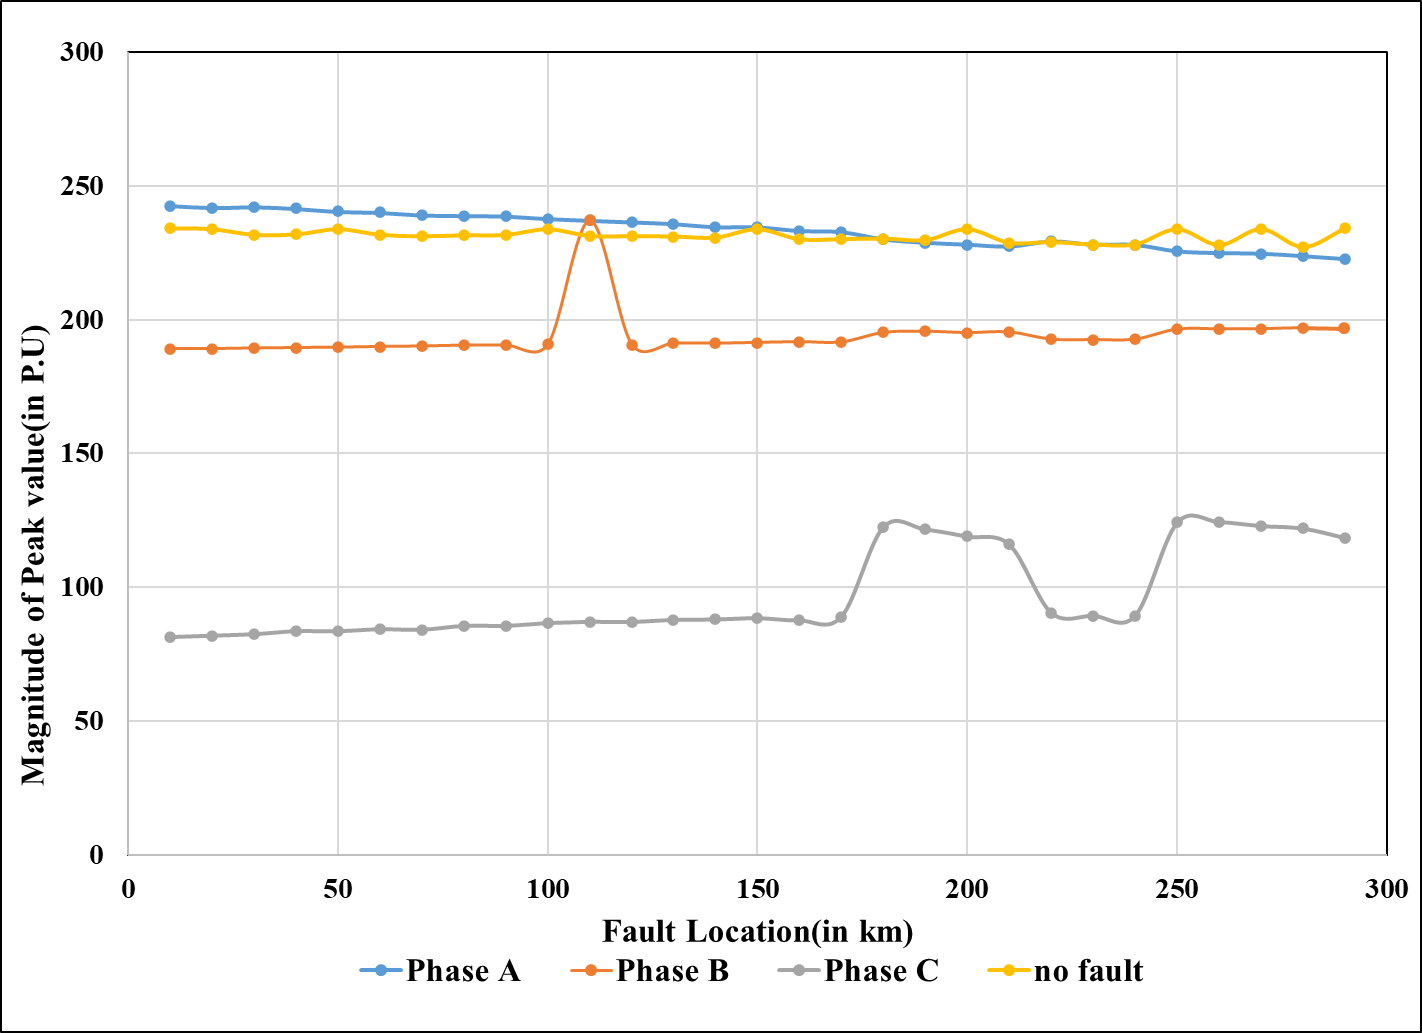 300
250
200
150
100
50
0
Magnitude of Peak value(in P.U)
0 50 100 150 200 250 300
Fault Location(in km)
Phase A Phase B Phase C no fault